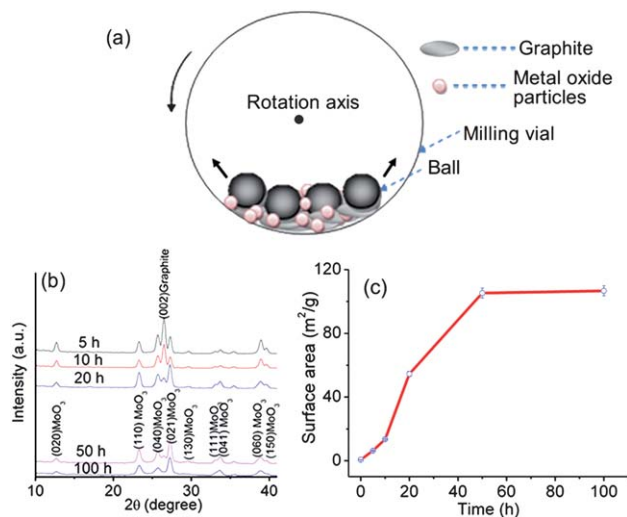 (a)
Graphite
Metal oxide
particles
Rotation axis
Milling vial
Ball
(b)
(002)Graphite
5 h
10 h
20 h
(020)MoO₃
(110) MoO₃
(040)MoO₃
(021)MoO₃
(130)MoO₃
(111)MoO₃
(041) MoO₃
(060) MoO₃
(150)MoO₃
50 h
100 h
Intensity (a.u.)
10 20 30 40
2θ (degree)
(c)
120
80
40
0
Surface area (m²/g)
0 20 40 60 80 100
Time (h)